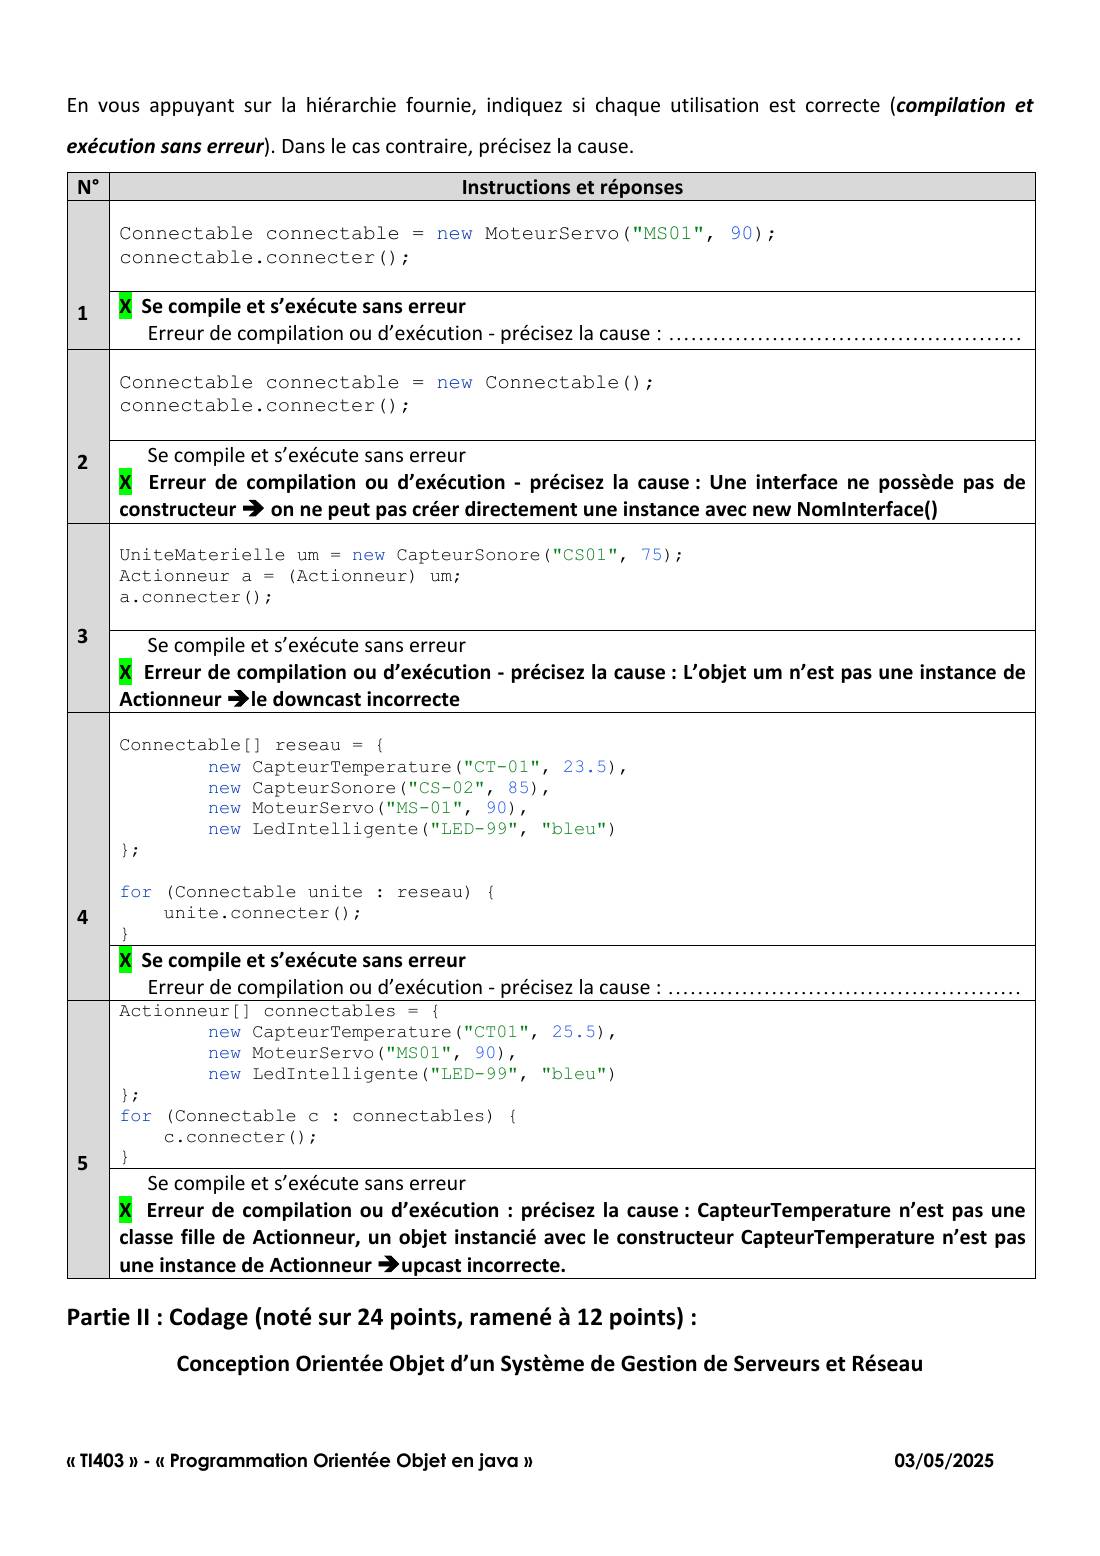 En vous appuyant sur la hiérarchie fournie, indiquez si chaque utilisation est correcte (compilation et
exécution sans erreur). Dans le cas contraire, précisez la cause.
N° Instructions et réponses
Connectable connectable = new MoteurServo("MS01", 90);
connectable.connecter();
1
X Se compile et s’exécute sans erreur
Erreur de compilation ou d’exécution - précisez la cause : ...............................................
Connectable connectable = new Connectable();
connectable.connecter();
2
Se compile et s’exécute sans erreur
X Erreur de compilation ou d’exécution - précisez la cause : Une interface ne possède pas de
constructeur ➔ on ne peut pas créer directement une instance avec new NomInterface()
UniteMaterielle um = new CapteurSonore("CS01", 75);
Actionneur a = (Actionneur) um;
a.connecter();
3
Se compile et s’exécute sans erreur
X Erreur de compilation ou d’exécution - précisez la cause : L’objet um n’est pas une instance de
Actionneur ➔le downcast incorrecte
Connectable[] reseau = {
new CapteurTemperature("CT-01", 23.5),
new CapteurSonore("CS-02", 85),
new MoteurServo("MS-01", 90),
new LedIntelligente("LED-99", "bleu")
};
for (Connectable unite : reseau) {
unite.connecter();
}
4
X Se compile et s’exécute sans erreur
Erreur de compilation ou d’exécution - précisez la cause : ...............................................
Actionneur[] connectables = {
new CapteurTemperature("CT01", 25.5),
new MoteurServo("MS01", 90),
new LedIntelligente("LED-99", "bleu")
};
for (Connectable c : connectables) {
c.connecter();
}
5
Se compile et s’exécute sans erreur
X Erreur de compilation ou d’exécution : précisez la cause : CapteurTemperature n’est pas une
classe fille de Actionneur, un objet instancié avec le constructeur CapteurTemperature n’est pas
une instance de Actionneur ➔upcast incorrecte.
Partie II : Codage (noté sur 24 points, ramené à 12 points) :
Conception Orientée Objet d’un Système de Gestion de Serveurs et Réseau
« TI403 » - « Programmation Orientée Objet en java » 03/05/2025